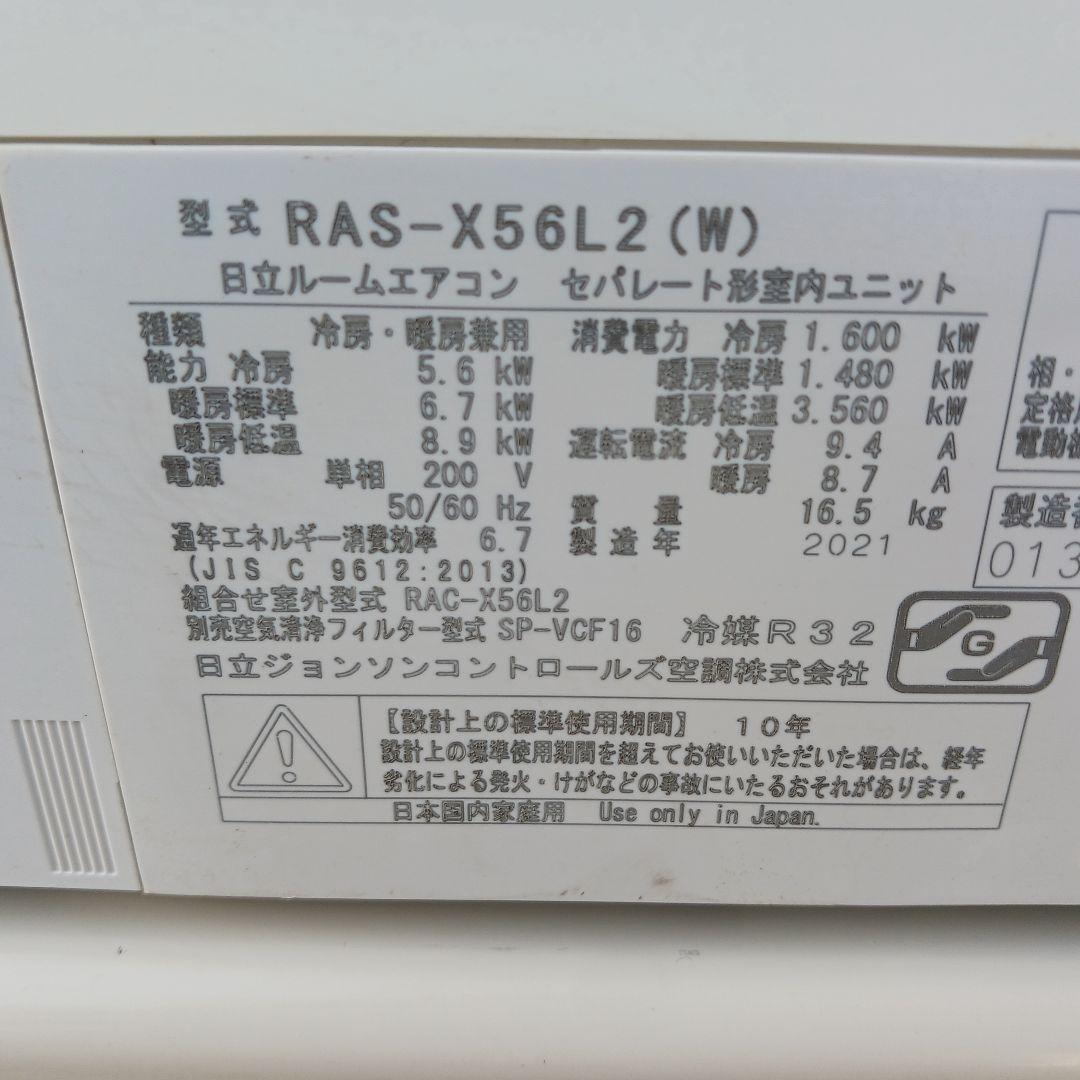 型式 RAS-X56L2(W)
日立ルームエアコン セパレート形室内ユニット
種類 冷房・暖房兼用
能力 冷房 5.6 kW
暖房標準 6.7 kW
暖房低温 8.9 kW
電源 単相 200 V
50/60 Hz
通年エネルギー消費効率 6.7
(JIS C 9612:2013)
消費電力 冷房 1.600 kW
暖房標準 1.480 kW
暖房低温 3.560 kW
運転電流 冷房 9.4 A
暖房 8.7 A
質量 16.5 kg
製造年 2021
組合せ室外型式 RAC-X56L2
別売空気清浄フィルター型式 SP-VCF16 冷媒R32
日立ジョンソンコントロールズ空調株式会社
G
【設計上の標準使用期間】 10年
設計上の標準使用期間を超えてお使いいただいた場合は、経年
劣化による発火・けがなどの事故にいたるおそれがあります。
日本国内家庭用 Use only in Japan.
相・
定格
電動
製造
013